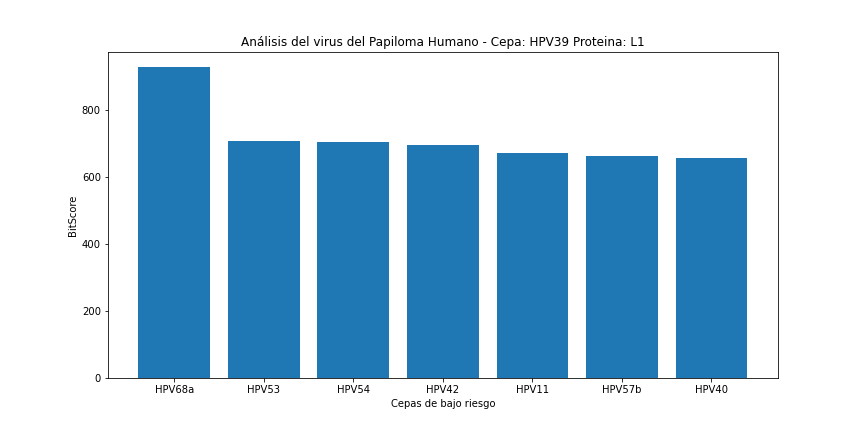 Análisis del virus del Papiloma Humano - Cepa: HPV39 Proteina: L1
800
600
400
200
0
BitScore
HPV68a HPV53 HPV54 HPV42 HPV11 HPV57b HPV40
Cepas de bajo riesgo